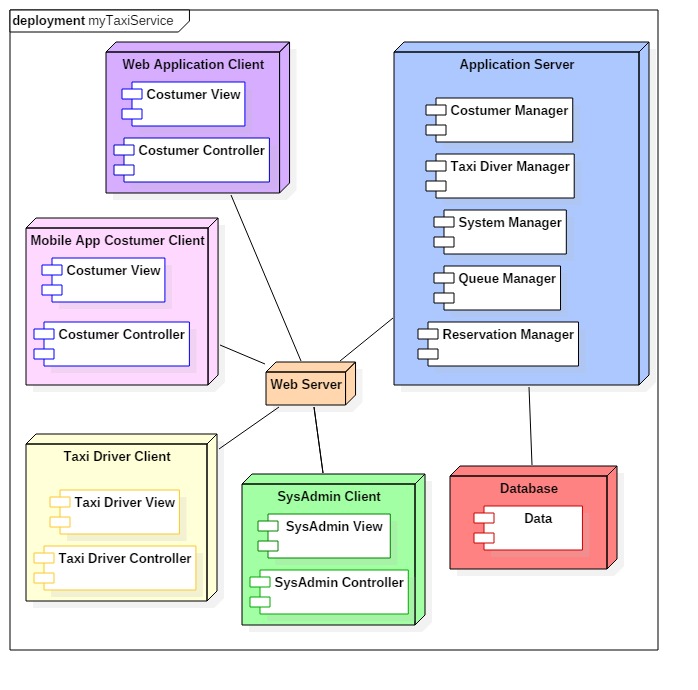 deployment myTaxiService
Web Application Client
Costumer View
Costumer Controller
Application Server
Costumer Manager
Taxi Diver Manager
System Manager
Queue Manager
Reservation Manager
Mobile App Costumer Client
Costumer View
Costumer Controller
Web Server
Taxi Driver Client
Taxi Driver View
Taxi Driver Controller
SysAdmin Client
SysAdmin View
SysAdmin Controller
Database
Data